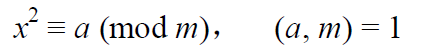 x² ≡ a (mod m)， (a, m) = 1